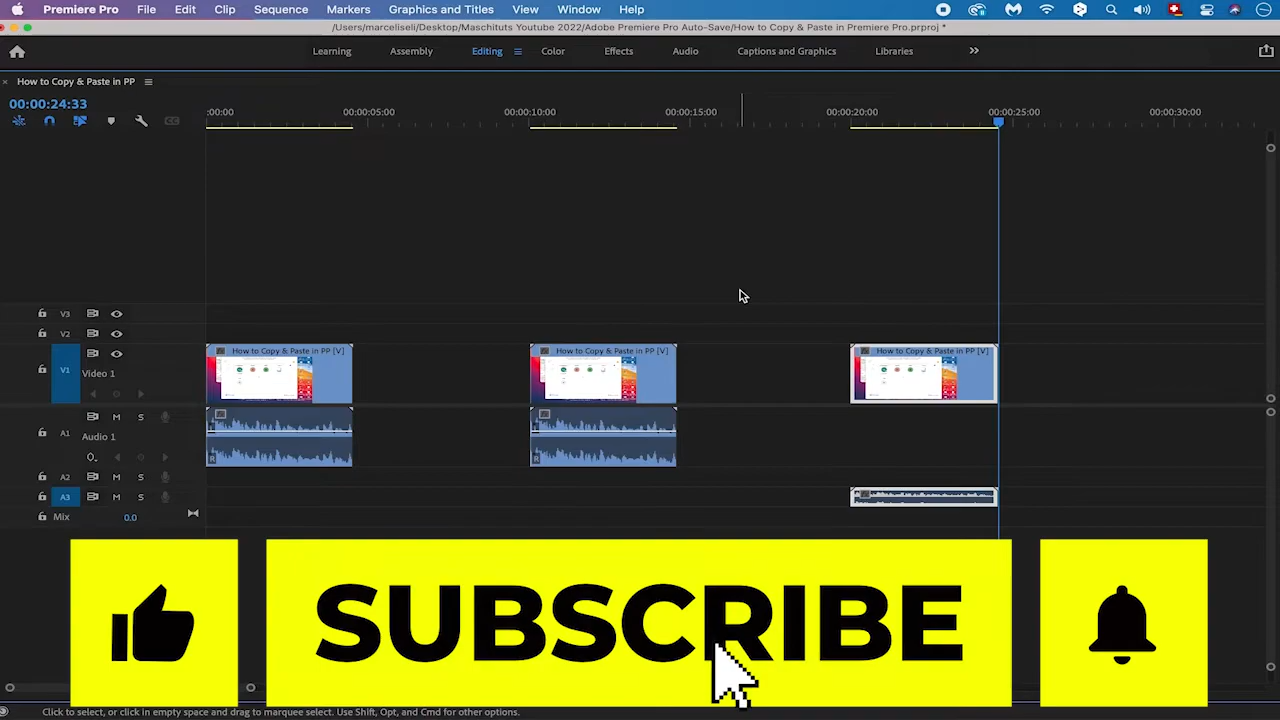 Premiere Pro File Edit Clip Sequence Markers Graphics and Titles View Window Help
/Users/marceliseli/Desktop/Maschituts Youtube 2022/Adobe Premiere Pro Auto-Save/How to Copy & Paste in Premiere Pro.prproj *
Learning Assembly Editing Color Effects Audio Captions and Graphics Libraries
How to Copy & Paste in PP
00:00:24:33
:00:00 00:00:05:00 00:00:10:00 00:00:15:00 00:00:20:00 00:00:25:00 00:00:30:00
V3
V2
How to Copy & Paste in PP [V] How to Copy & Paste in PP [V] How to Copy & Paste in PP [V]
V1 Video 1
M S
A1 Audio 1
R R
A2 M S
A3 M S
Mix 0.0
SUBSCRIBE
Click to select, or click in empty space and drag to marquee select. Use Shift, Opt, and Cmd for other options.